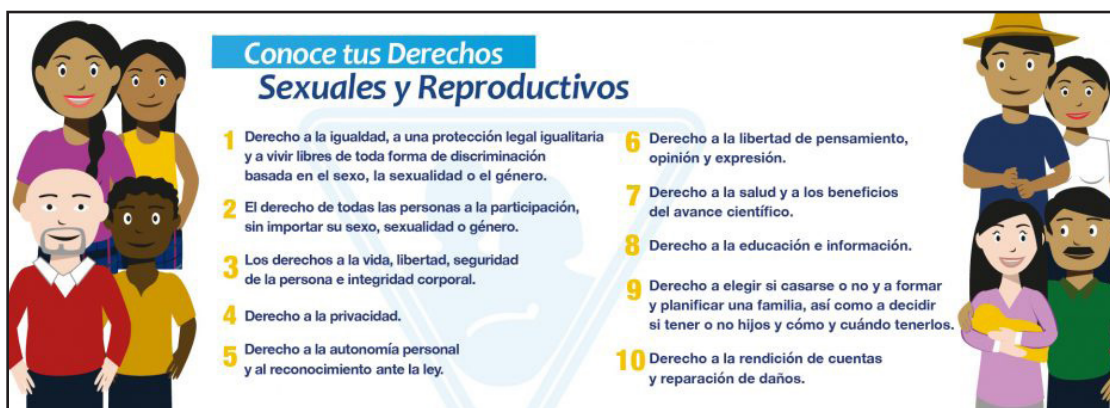 Conoce tus Derechos
Sexuales y Reproductivos
1 Derecho a la igualdad, a una protección legal igualitaria
y a vivir libres de toda forma de discriminación
basada en el sexo, la sexualidad o el género.
2 El derecho de todas las personas a la participación,
sin importar su sexo, sexualidad o género.
3 Los derechos a la vida, libertad, seguridad
de la persona e integridad corporal.
4 Derecho a la privacidad.
5 Derecho a la autonomía personal
y al reconocimiento ante la ley.
6 Derecho a la libertad de pensamiento,
opinión y expresión.
7 Derecho a la salud y a los beneficios
del avance científico.
8 Derecho a la educación e información.
9 Derecho a elegir si casarse o no y a formar
y planificar una familia, así como a decidir
si tener o no hijos y cómo y cuándo tenerlos.
10 Derecho a la rendición de cuentas
y reparación de daños.